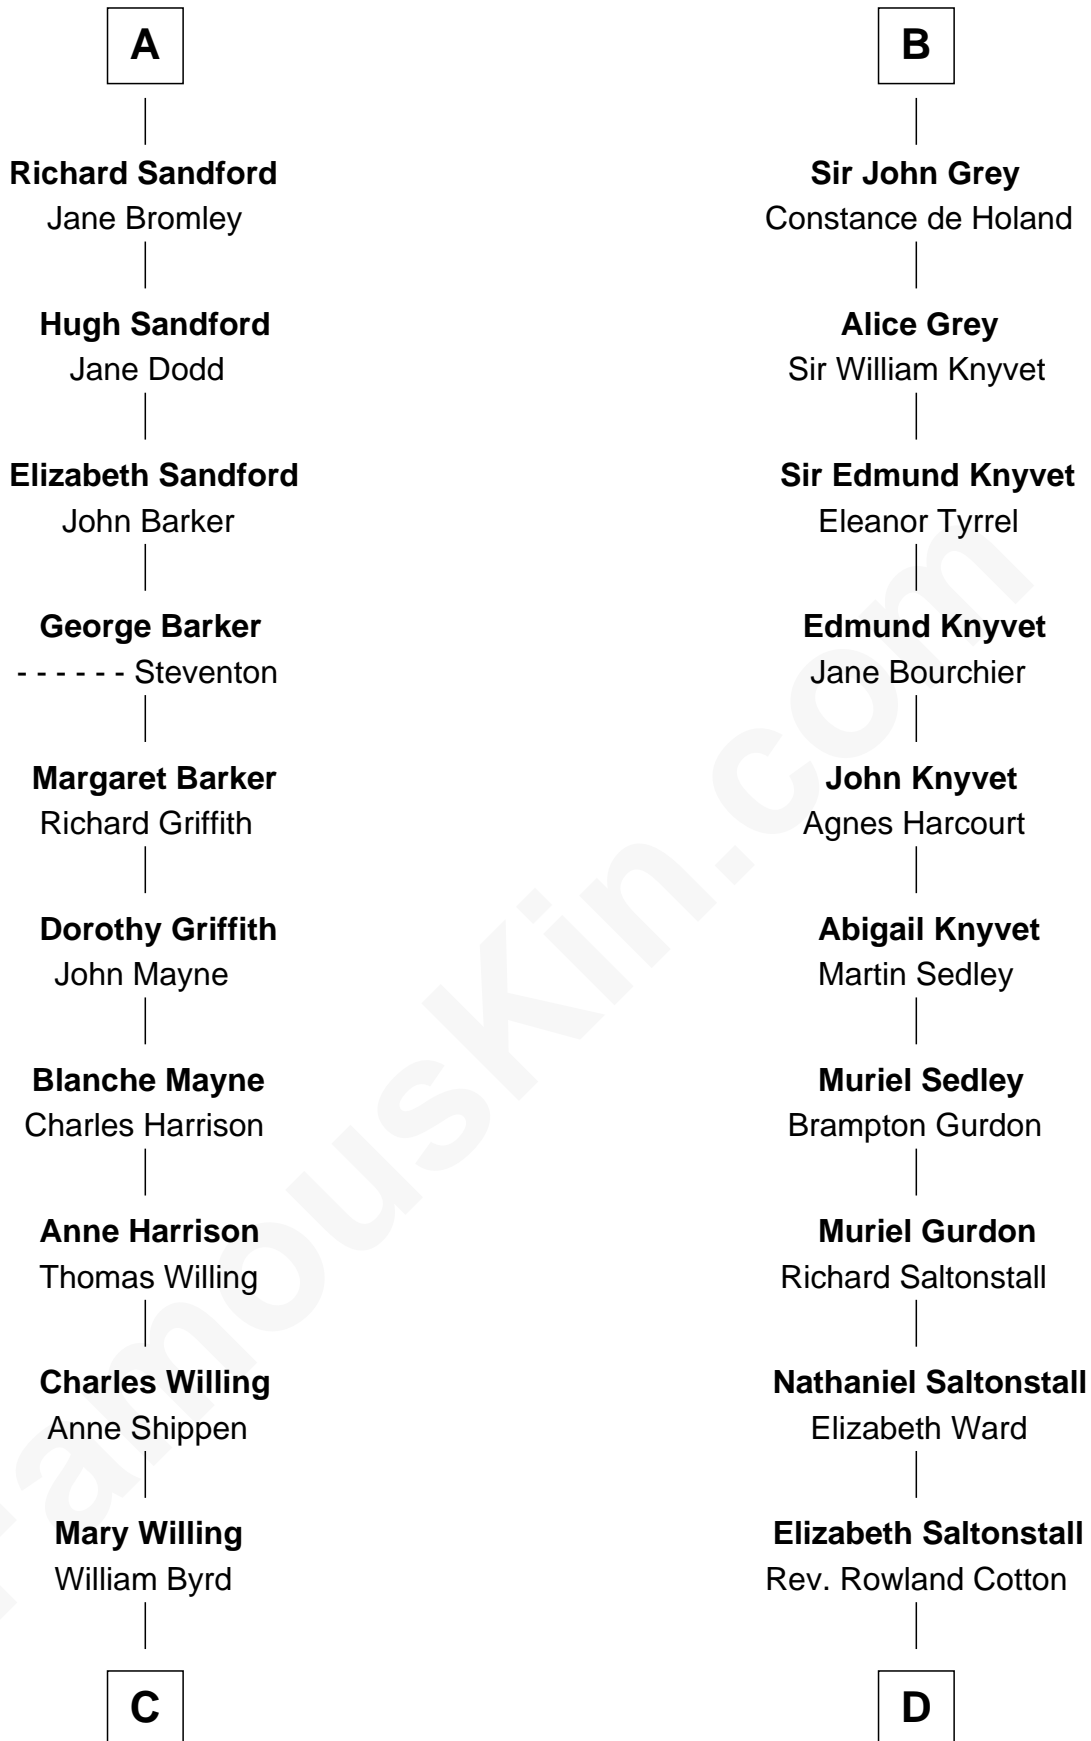 A
Richard Sandford
Jane Bromley
Hugh Sandford
Jane Dodd
Elizabeth Sandford
John Barker
George Barker
- - - - - - Steventon
Margaret Barker
Richard Griffith
Dorothy Griffith
John Mayne
Blanche Mayne
Charles Harrison
Anne Harrison
Thomas Willing
Charles Willing
Anne Shippen
Mary Willing
William Byrd
C
B
Sir John Grey
Constance de Holand
Alice Grey
Sir William Knyvet
Sir Edmund Knyvet
Eleanor Tyrrel
Edmund Knyvet
Jane Bourchier
John Knyvet
Agnes Harcourt
Abigail Knyvet
Martin Sedley
Muriel Sedley
Brampton Gurdon
Muriel Gurdon
Richard Saltonstall
Nathaniel Saltonstall
Elizabeth Ward
Elizabeth Saltonstall
Rev. Rowland Cotton
D
FamousKin.com